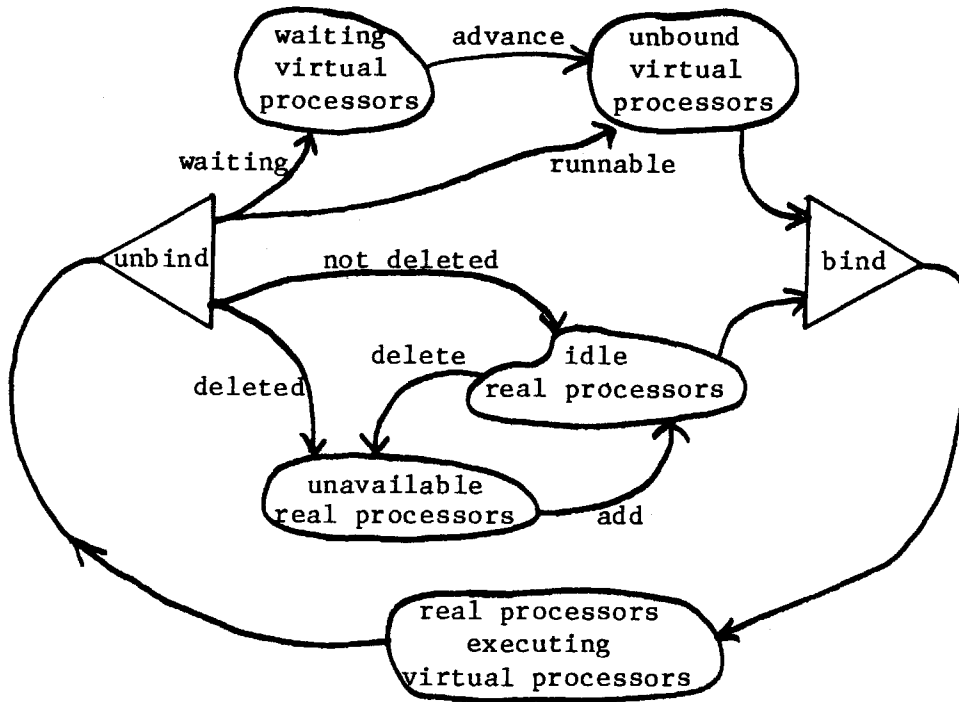 waiting
virtual
processors
advance
unbound
virtual
processors
waiting
runnable
unbind
not deleted
bind
delete
idle
real processors
deleted
unavailable
real processors
add
real processors
executing
virtual processors